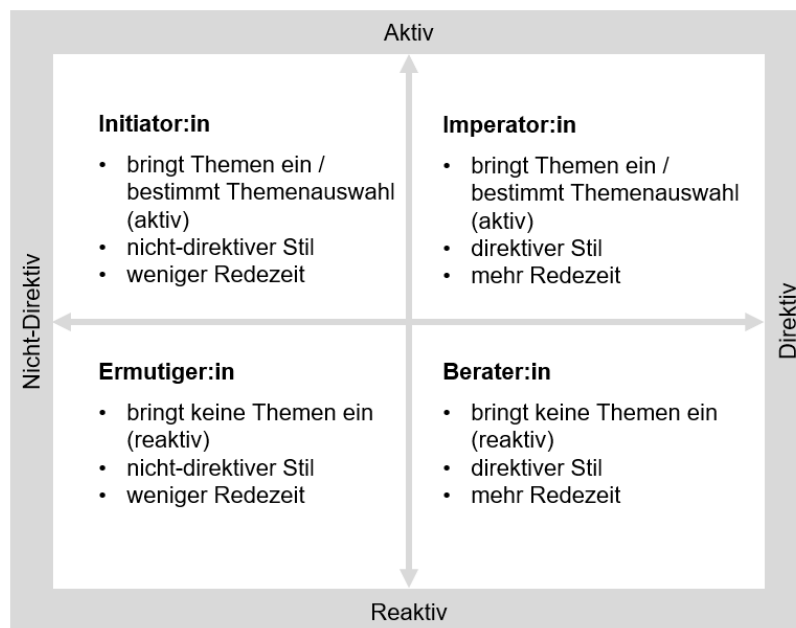 Aktiv
Initiator:in
• bringt Themen ein /
bestimmt Themenauswahl
(aktiv)
• nicht-direktiver Stil
• weniger Redezeit
Imperator:in
• bringt Themen ein /
bestimmt Themenauswahl
(aktiv)
• direktiver Stil
• mehr Redezeit
Nicht-Direktiv
Direktiv
Ermutiger:in
• bringt keine Themen ein
(reaktiv)
• nicht-direktiver Stil
• weniger Redezeit
Berater:in
• bringt keine Themen ein
(reaktiv)
• direktiver Stil
• mehr Redezeit
Reaktiv